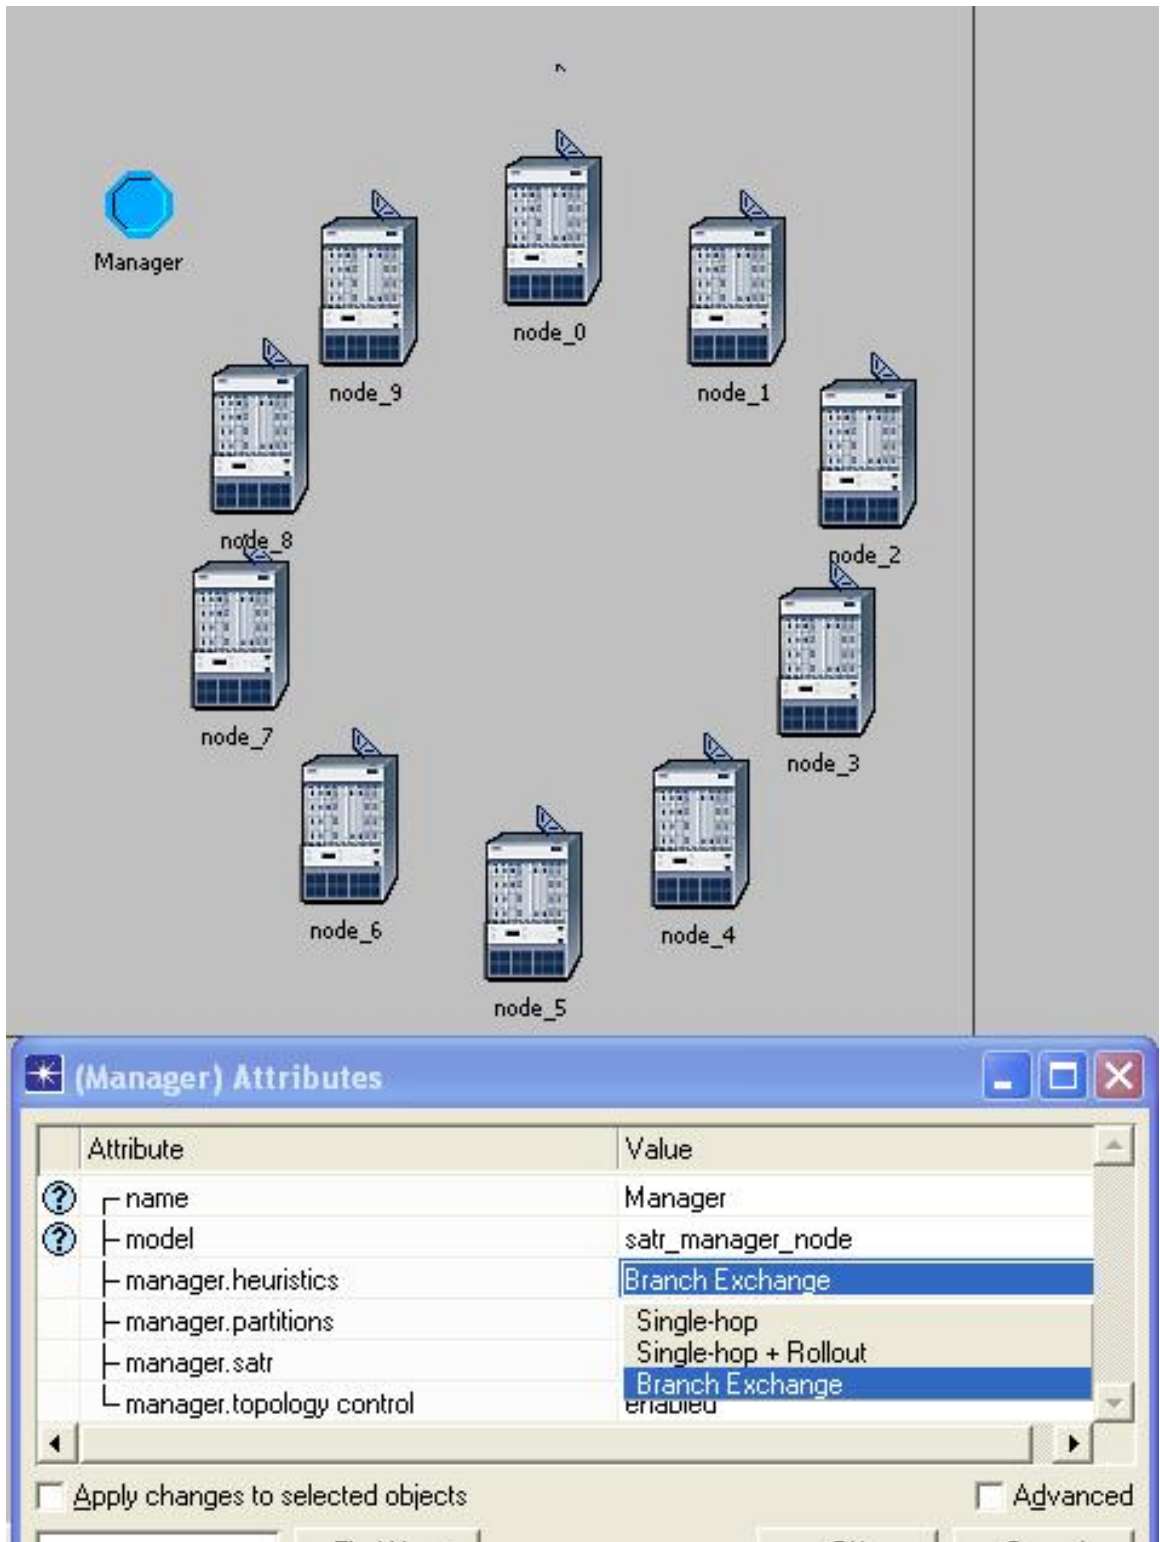 Manager
node_0
node_9
node_1
node_8
node_2
node_7
node_3
node_6
node_4
node_5
(Manager) Attributes
Attribute Value
name Manager
model satr_manager_node
manager.heuristics Branch Exchange
manager.partitions Single-hop
Single-hop + Rollout
manager.satr
Branch Exchange
manager.topology control enabled
Apply changes to selected objects Advanced